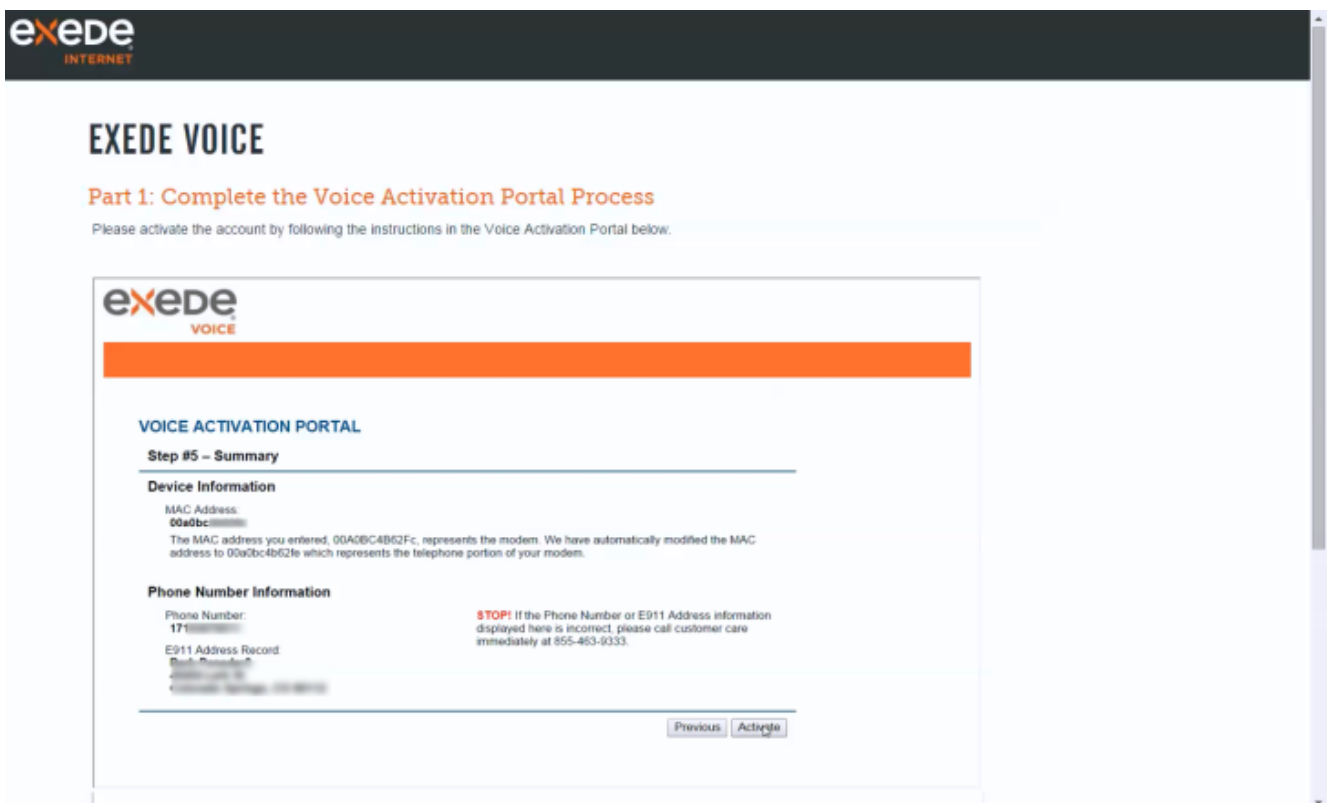 exede
INTERNET
EXEDE VOICE
Part 1: Complete the Voice Activation Portal Process
Please activate the account by following the instructions in the Voice Activation Portal below.
exede
VOICE
VOICE ACTIVATION PORTAL
Step #5 – Summary
Device Information
MAC Address:
00a0bc
The MAC address you entered, 00A0BC4B62Fc, represents the modem. We have automatically modified the MAC
address to 00a0bc4b62fe which represents the telephone portion of your modem.
Phone Number Information
Phone Number:
171
E911 Address Record:
STOP! If the Phone Number or E911 Address information
displayed here is incorrect, please call customer care
immediately at 855-463-9333.
Previous Activate